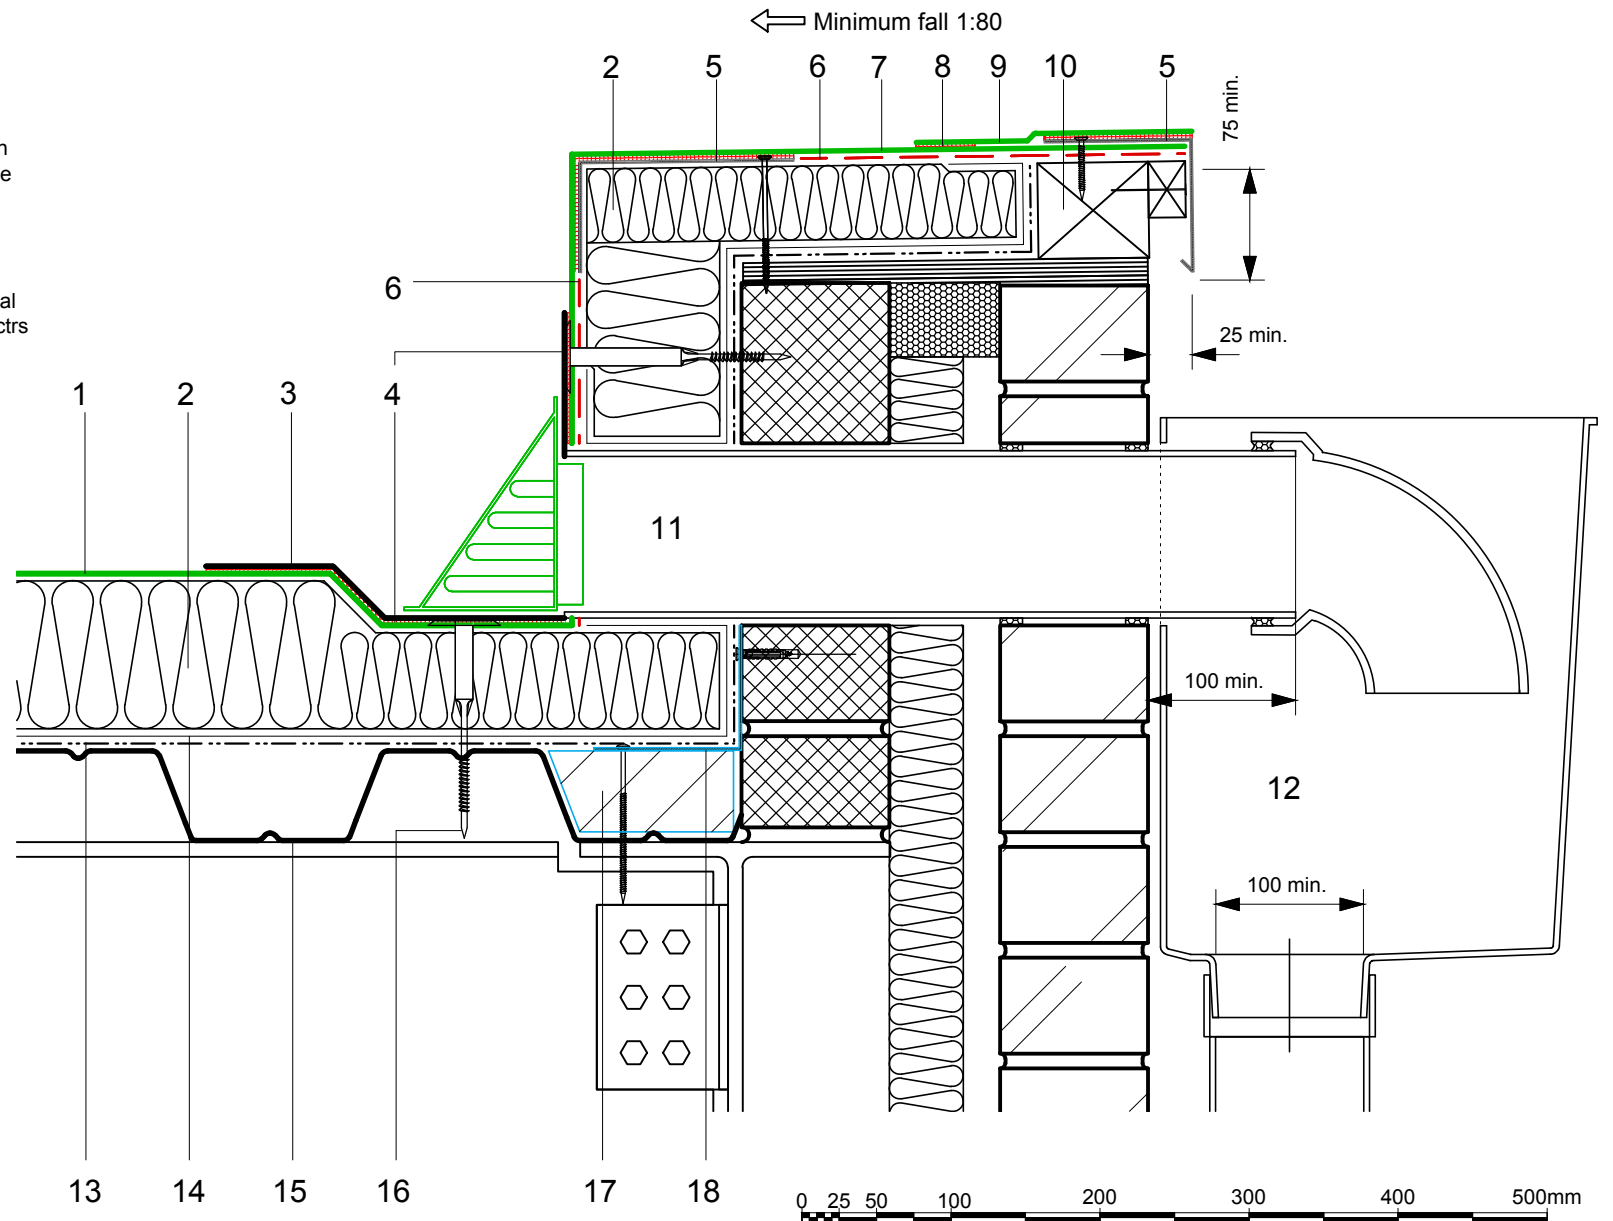 Minimum fall 1:80
2 5 6 7 8 9 10 5
75 min.
n
e
6
al
ctrs
25 min.
1 2 3 4
11
100 min.
12
100 min.
13 14 15 16 17 18
0 25 50 100 200 300 400 500mm